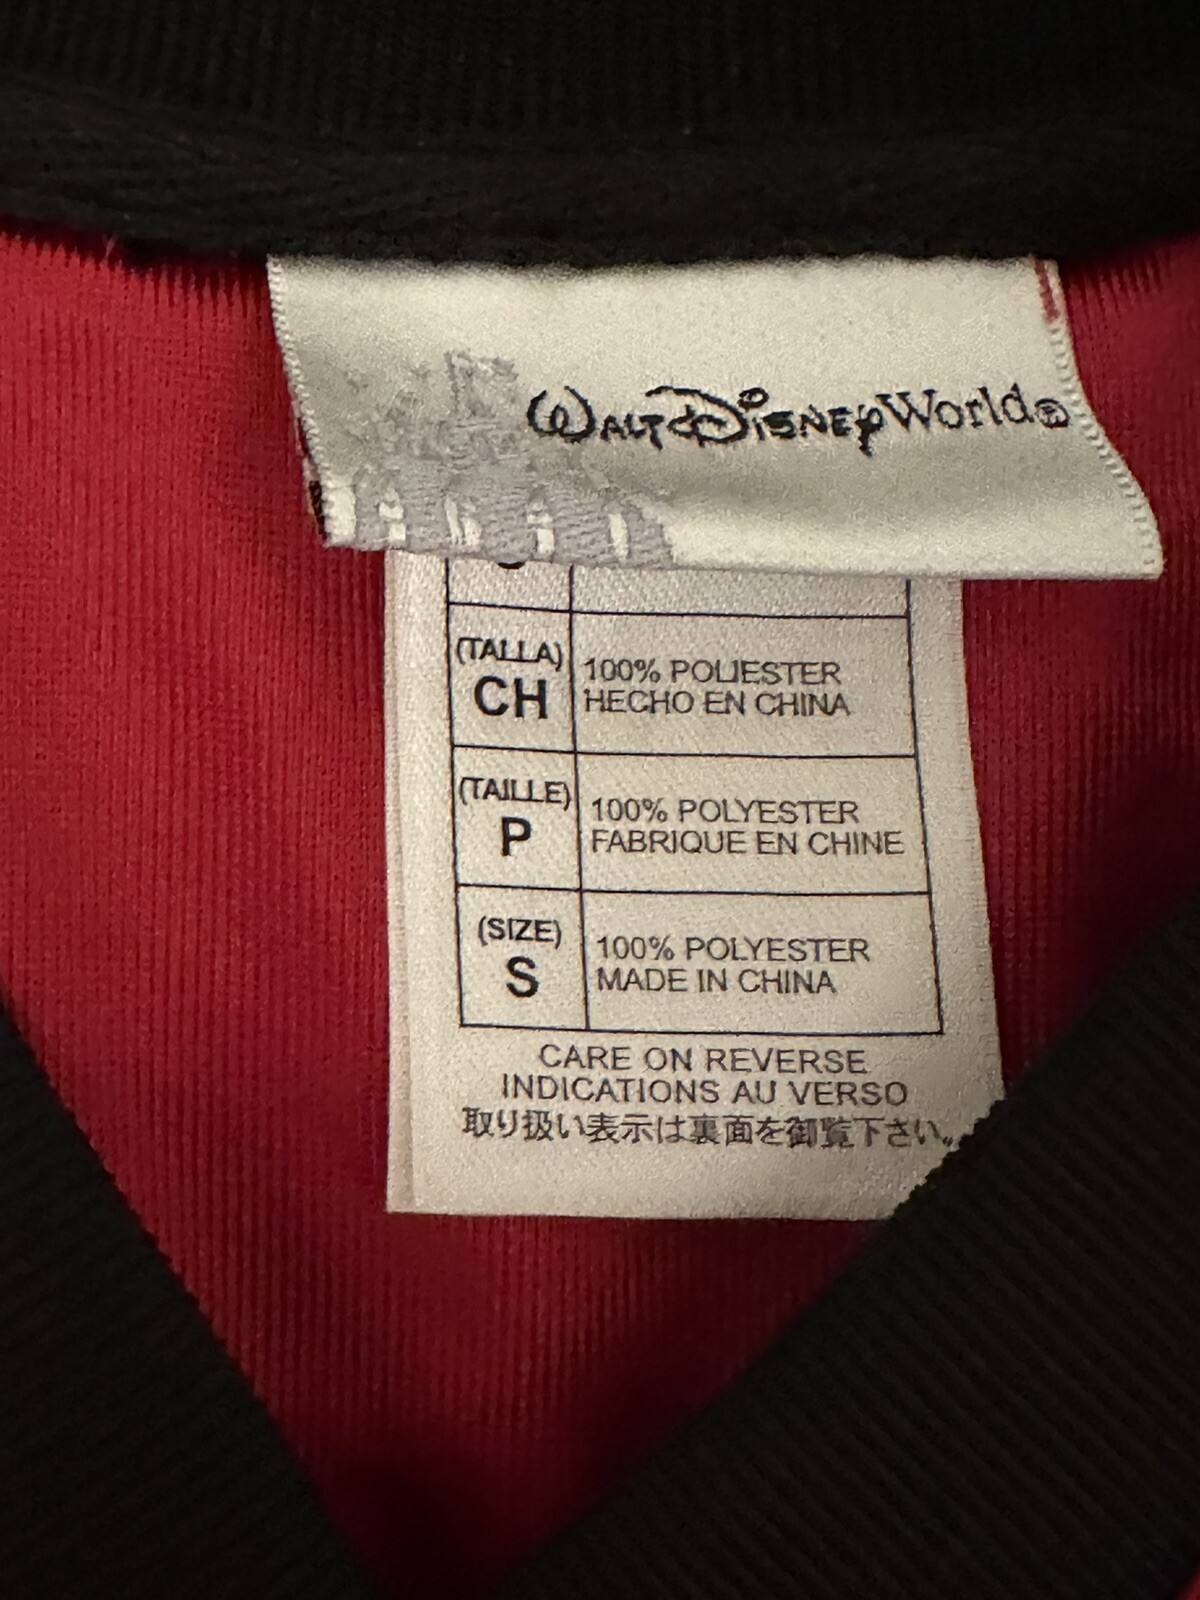 Walt Disney World®
(TALLA)
CH
100% POLIESTER
HECHO EN CHINA
(TAILLE)
P
100% POLYESTER
FABRIQUE EN CHINE
(SIZE)
S
100% POLYESTER
MADE IN CHINA
CARE ON REVERSE
INDICATIONS AU VERSO
取り扱い表示は裏面を御覧下さい。